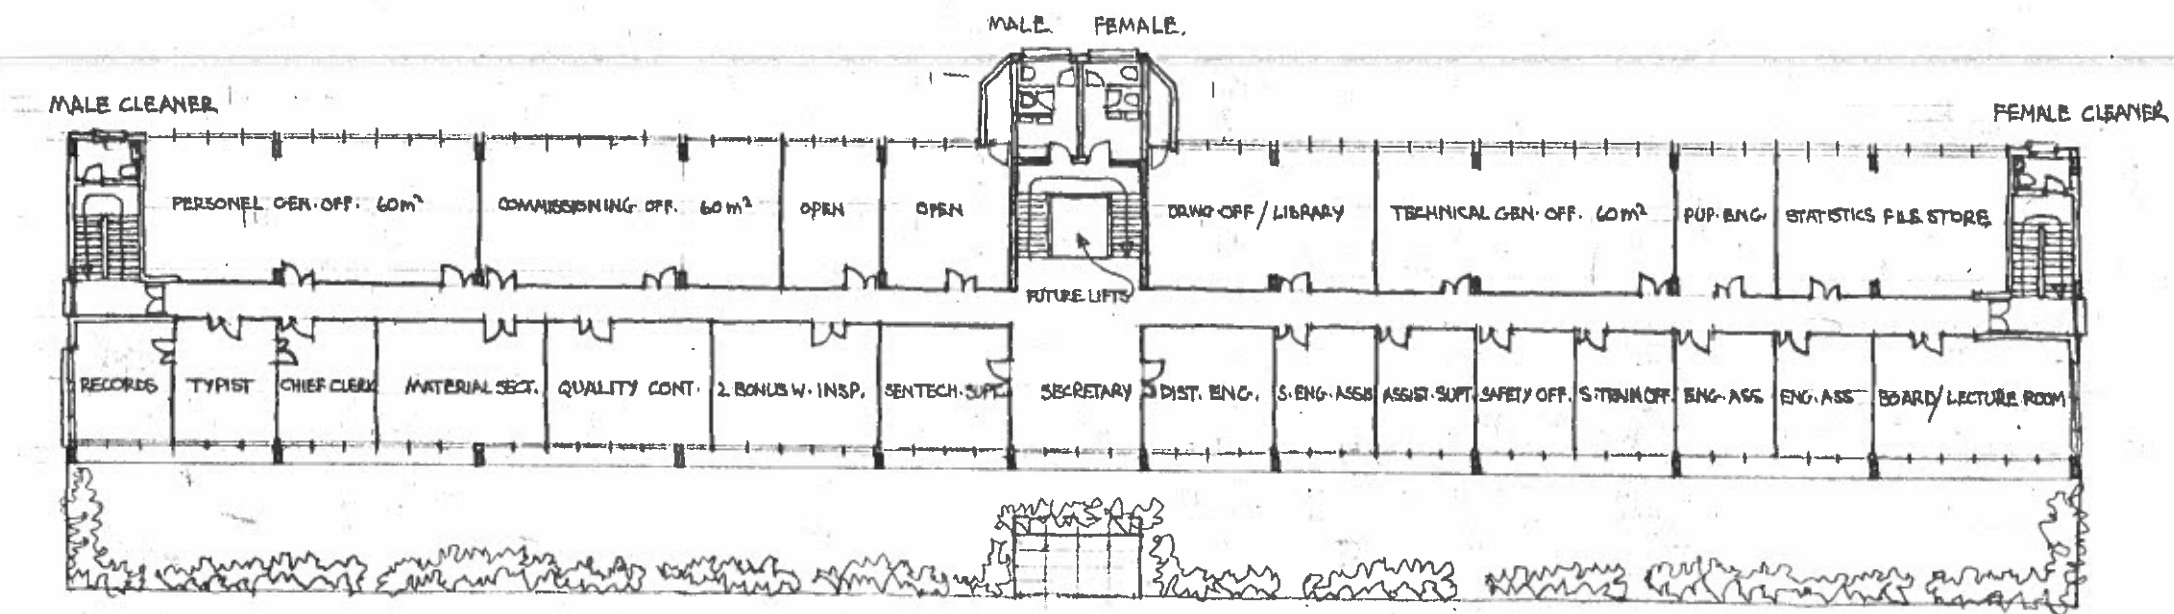 MALE FEMALE.
MALE CLEANER
FEMALE CLEANER
PERSONEL GEN. OFF. 60m²
COMMISSIONING OFF. 60m²
OPEN
OPEN
DRWG OFF / LIBRARY
TECHNICAL GEN. OFF. 60m²
PUP. ENG.
STATISTICS FILE STORE
FUTURE LIFTS
RECORDS
TYPIST
CHIEF CLERK
MATERIAL SECT.
QUALITY CONT.
2 BONUS W. INSP.
SEN TECH. SUPT.
SECRETARY
DIST. ENG.
S. ENG. ASSIS
ASSIST. SUPT.
SAFETY OFF.
S. TRAIN OFF.
ENG. ASS
ENG. ASS
BOARD/LECTURE ROOM